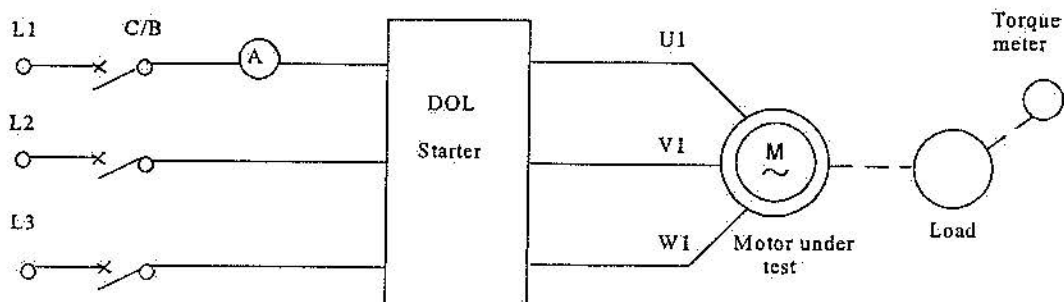 L1
C/B
A
U1
Torque
meter
L2
DOL
Starter
V1
M
~
L3
W1
Motor under
test
Load